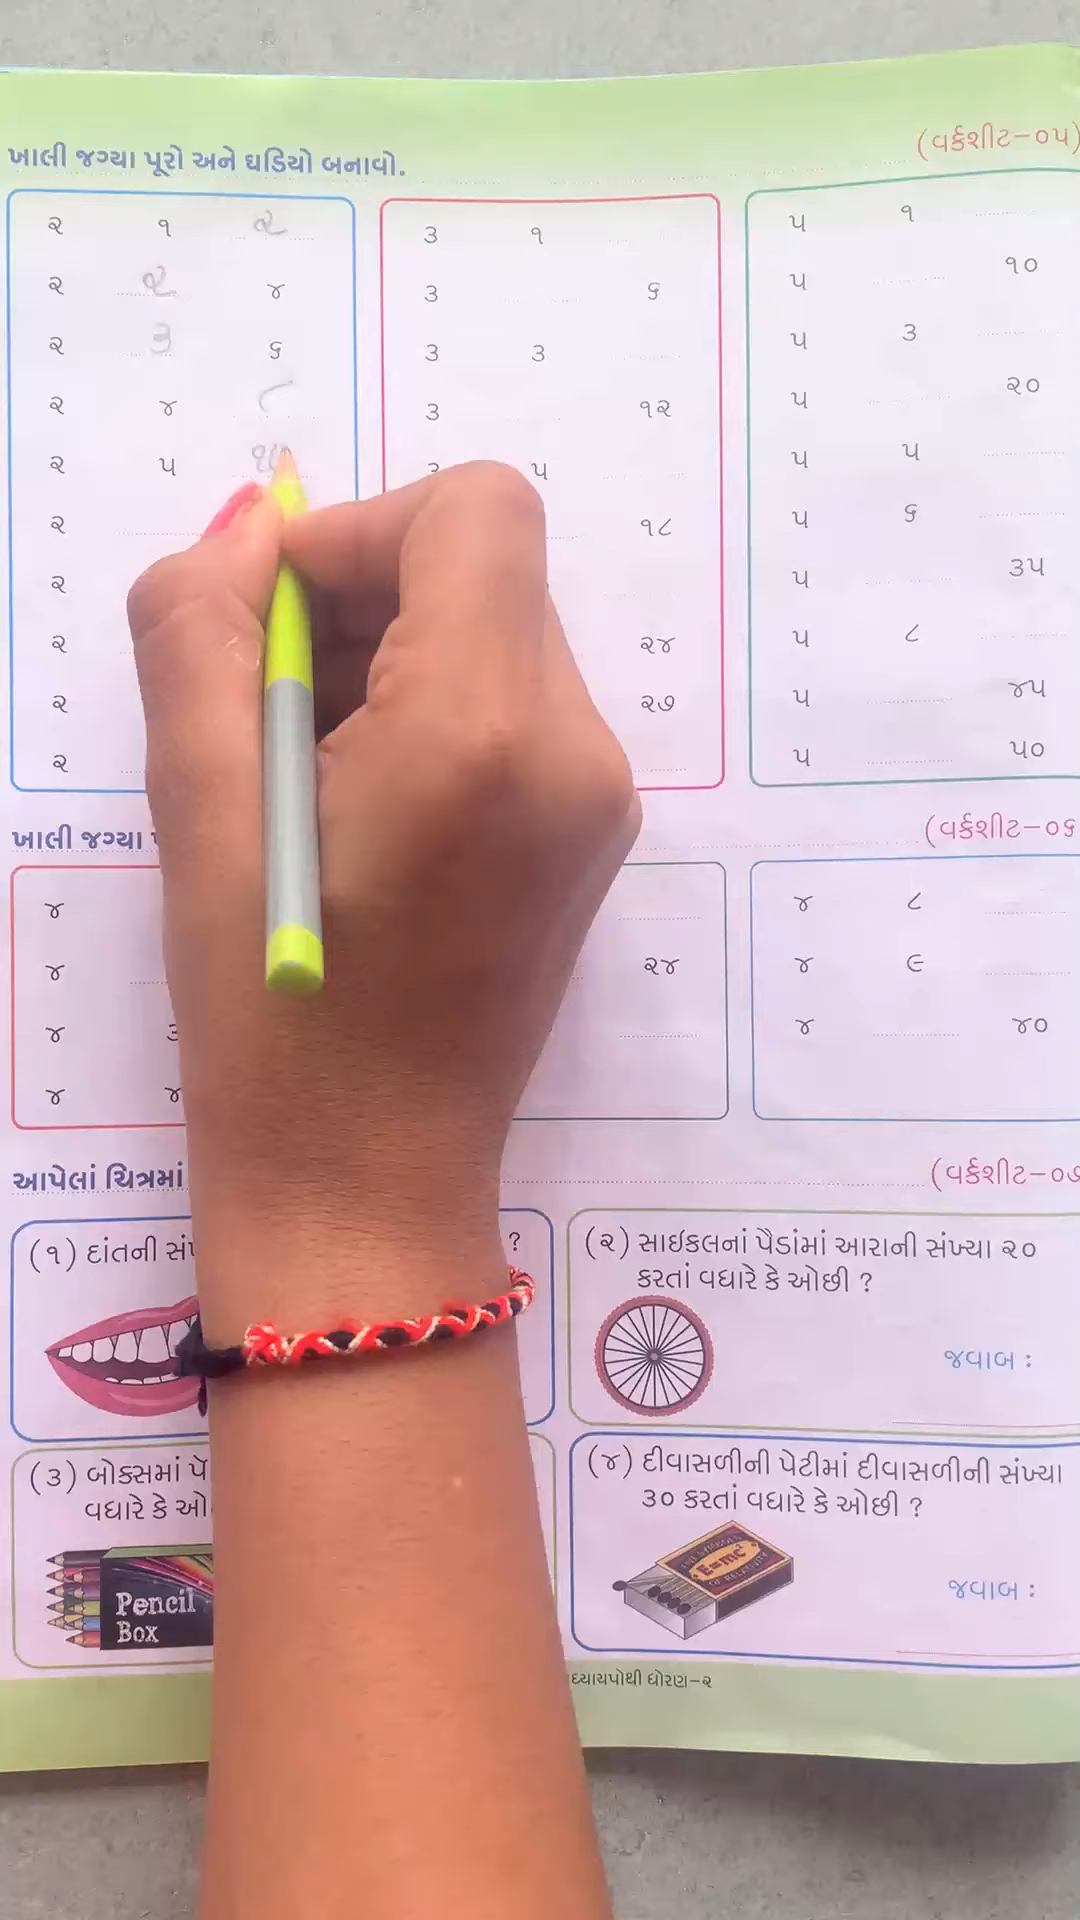 (વર્કશીટ-૦૫)
ખાલી જગ્યા પૂરો અને ઘડિયો બનાવો.
૨ ૧ ૨
૨ ૨ ૪
૨ ૩ ૬
૨ ૪ ૮
૨ ૫ ૧૦
૨
૨
૨
૨
૨
૩ ૧
૩ ૬
૩ ૩
૩ ૧૨
૩ ૫
૧૮
૨૪
૨૭
૫ ૧
૫ ૧૦
૫ ૩
૫ ૨૦
૫ ૫
૫ ૬
૫ ૩૫
૫ ૮
૫ ૪૫
૫ ૫૦
ખાલી જગ્યા
(વર્કશીટ-૦૬
૪
૪
૪ ૩
૪ ૪
૨૪
૪ ૮
૪ ૯
૪ ૪૦
આપેલાં ચિત્રમાં
(વર્કશીટ-૦૭
(૧) દાંતની
?
(૨) સાઇકલનાં પૈડાંમાં આરાની સંખ્યા ૨૦
કરતાં વધારે કે ઓછી ?
જવાબ :
(૩) બોક્સમાં
વધારે કે
Pencil
Box
(૪) દીવાસળીની પેટીમાં દીવાસળીની સંખ્યા
૩૦ કરતાં વધારે કે ઓછી ?
E=mc²
OF RELATIVITY
જવાબ :
ધોરણ-૨